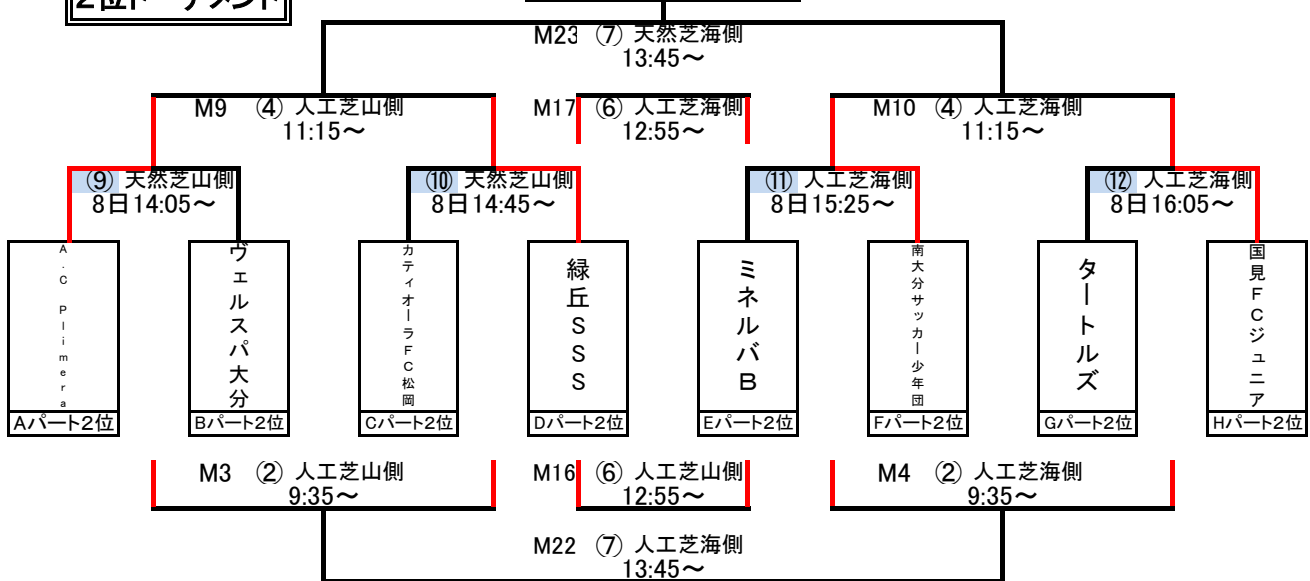 2位トーナメント
M23 ⑦ 天然芝海側
13:45～
M9 ④ 人工芝山側
11:15～
M17 ⑥ 人工芝海側
12:55～
M10 ④ 人工芝海側
11:15～
⑨ 天然芝山側
8日14:05～
⑩ 天然芝山側
8日14:45～
⑪ 人工芝海側
8日15:25～
⑫ 人工芝海側
8日16:05～
A.C Plimera
ヴェルスパ大分
カティオーラFC松岡
緑丘SSS
ミネルバB
南大分サッカー少年団
タートルズ
国見FCジュニア
Aパート2位
Bパート2位
Cパート2位
Dパート2位
Eパート2位
Fパート2位
Gパート2位
Hパート2位
M3 ② 人工芝山側
9:35～
M16 ⑥ 人工芝山側
12:55～
M4 ② 人工芝海側
9:35～
M22 ⑦ 人工芝海側
13:45～